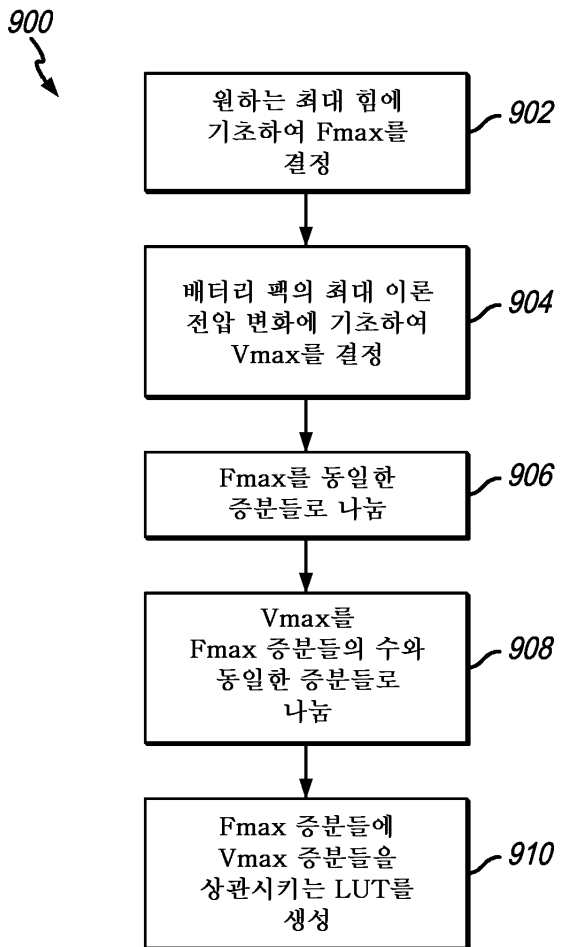 900
원하는 최대 힘에
기초하여 Fmax를
결정
902
배터리 팩의 최대 이론
전압 변화에 기초하여
Vmax를 결정
904
Fmax를 동일한
증분들로 나눔
906
Vmax를
Fmax 증분들의 수와
동일한 증분들로
나눔
908
Fmax 증분들에
Vmax 증분들을
상관시키는 LUT를
생성
910